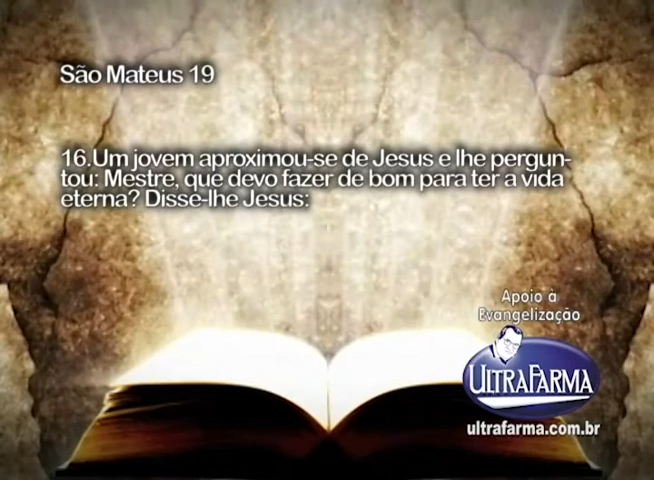 São Mateus 19
16.Um jovem aproximou-se de Jesus e lhe pergun-
tou: Mestre, que devo fazer de bom para ter a vida
eterna? Disse-lhe Jesus:
Apoio à
Evangelização
ULTRAFARMA
ultrafarma.com.br